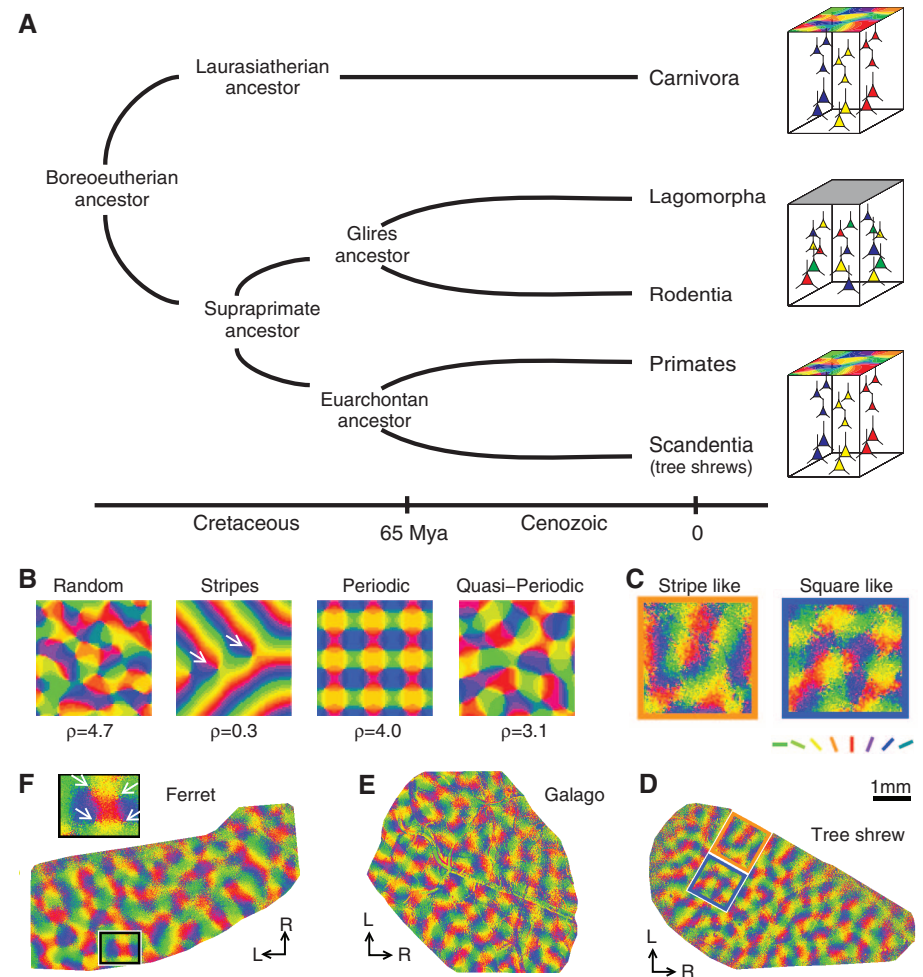 A
Laurasiatherian
ancestor
Carnivora
Boreoeutherian
ancestor
Lagomorpha
Glires
ancestor
Rodentia
Supraprimate
ancestor
Primates
Euarchontan
ancestor
Scandentia
(tree shrews)
Cretaceous
65 Mya
Cenozoic
0
B
Random
Stripes
Periodic
Quasi–Periodic
ρ=4.7
ρ=0.3
ρ=4.0
ρ=3.1
C
Stripe like
Square like
F
Ferret
R
L
E
Galago
L
R
D
1mm
Tree shrew
L
R